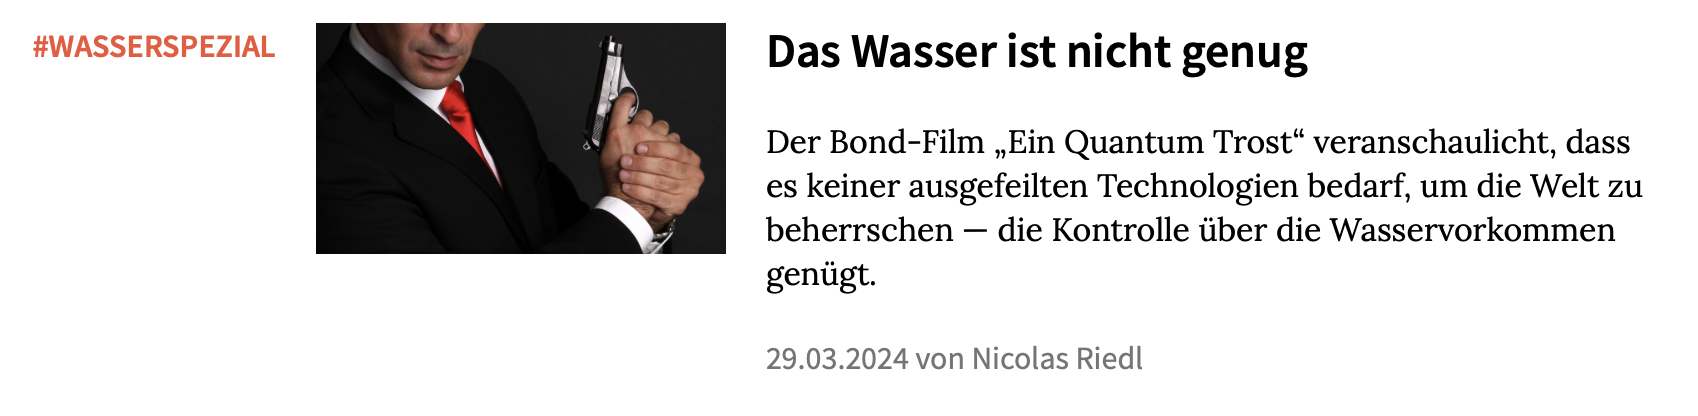 #WASSERSPEZIAL
Das Wasser ist nicht genug
Der Bond-Film „Ein Quantum Trost“ veranschaulicht, dass
es keiner ausgefeilten Technologien bedarf, um die Welt zu
beherrschen — die Kontrolle über die Wasservorkommen
genügt.
29.03.2024 von Nicolas Riedl